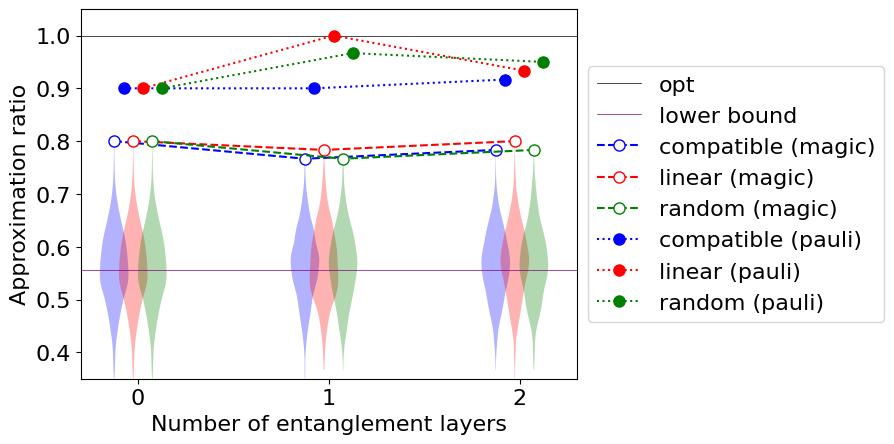 1.0
0.9
0.8
0.7
0.6
0.5
0.4
Approximation ratio
0
1
2
Number of entanglement layers
opt
lower bound
compatible (magic)
linear (magic)
random (magic)
compatible (pauli)
linear (pauli)
random (pauli)